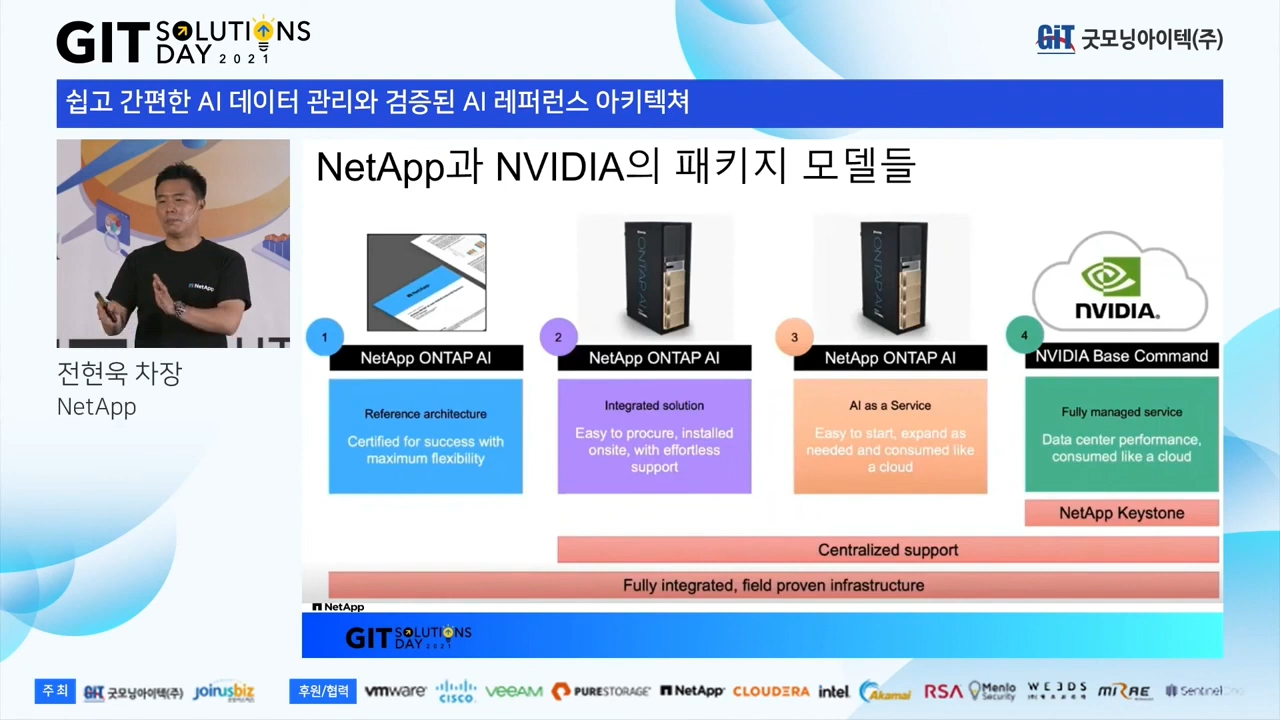 GIT SOLUTIONS DAY 2021
GIT 굿모닝아이텍(주)
쉽고 간편한 AI 데이터 관리와 검증된 AI 레퍼런스 아키텍쳐
NetApp과 NVIDIA의 패키지 모델들
NetApp
전현욱 차장
NetApp
ONTAP AI
ONTAP AI
NVIDIA.
1
2
3
4
NetApp ONTAP AI
NetApp ONTAP AI
NetApp ONTAP AI
NVIDIA Base Command
Reference architecture
Certified for success with
maximum flexibility
Integrated solution
Easy to procure, installed
onsite, with effortless
support
AI as a Service
Easy to start, expand as
needed and consumed like
a cloud
Fully managed service
Data center performance,
consumed like a cloud
NetApp Keystone
Centralized support
Fully integrated, field proven infrastructure
NetApp
GIT SOLUTIONS DAY 2021
주최 GIT 굿모닝아이텍(주) joinusbiz 후원/협력 vmware cisco. veeam PURESTORAGE NetApp CLOUDERA intel. Akamai RSA Menlo Security WEEDS MIRAE